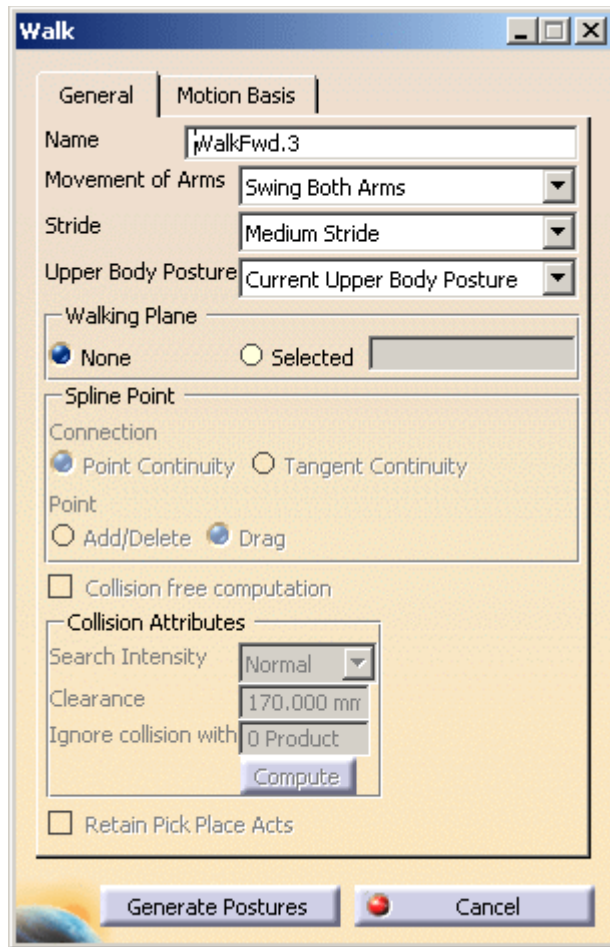 Walk
General Motion Basis
Name WalkFwd.3
Movement of Arms Swing Both Arms
Stride Medium Stride
Upper Body Posture Current Upper Body Posture
Walking Plane
None Selected
Spline Point
Connection
Point Continuity Tangent Continuity
Point
Add/Delete Drag
Collision free computation
Collision Attributes
Search Intensity Normal
Clearance 170.000 mm
Ignore collision with 0 Product
Compute
Retain Pick Place Acts
Generate Postures Cancel